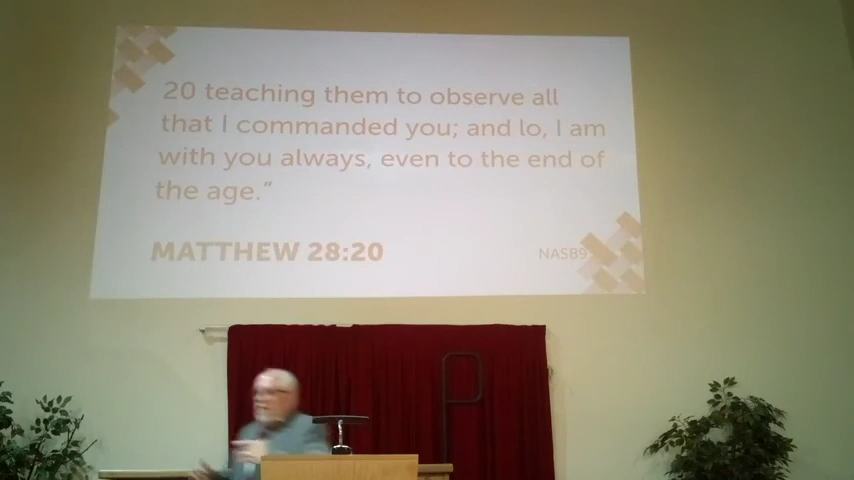 20 teaching them to observe all
that I commanded you; and lo, I am
with you always, even to the end of
the age.”
MATTHEW 28:20